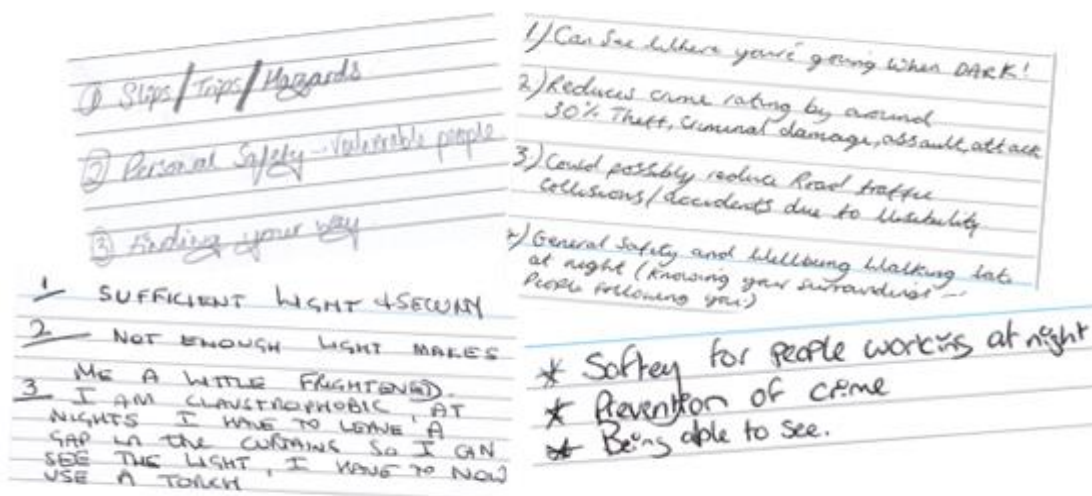 ① Slips/Trips/Hazards
② Personal Safety - Vulnerable people
③ Finding your way
1 SUFFICIENT LIGHT & SECURITY
2 NOT ENOUGH LIGHT MAKES
ME A LITTLE FRIGHTENED.
3 I AM CLAUSTROPHOBIC, AT
NIGHTS I HAVE TO LEAVE A
GAP IN THE CURTAINS SO I CAN
SEE THE LIGHT, I HAVE TO NOW
USE A TORCH
1) Can see where you're going when DARK!
2) Reduces crime rating by around
30% Theft, Criminal damage, assault, attack
3) Could possibly reduce Road traffic
Collisions/accidents due to
4) General Safety and Wellbeing Walking late
at night (knowing your surroundings -
People following you)
* Saftey for people working at night
* Prevention of crime
* Being able to see.